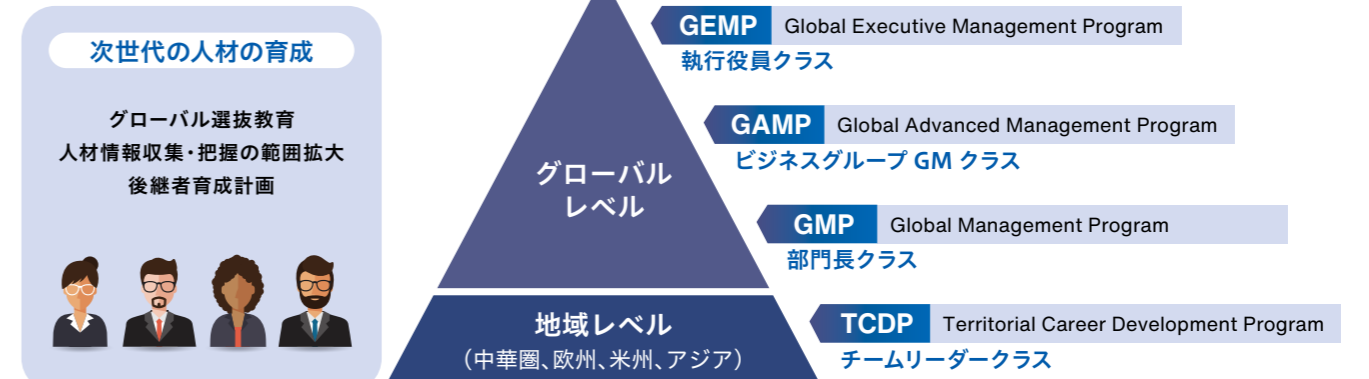 次世代の人材の育成
グローバル選抜教育
人材情報収集・把握の範囲拡大
後継者育成計画
グローバル
レベル
地域レベル
（中華圏、欧州、米州、アジア）
GEMP Global Executive Management Program
執行役員クラス
GAMP Global Advanced Management Program
ビジネスグループ GM クラス
GMP Global Management Program
部門長クラス
TCDP Territorial Career Development Program
チームリーダークラス